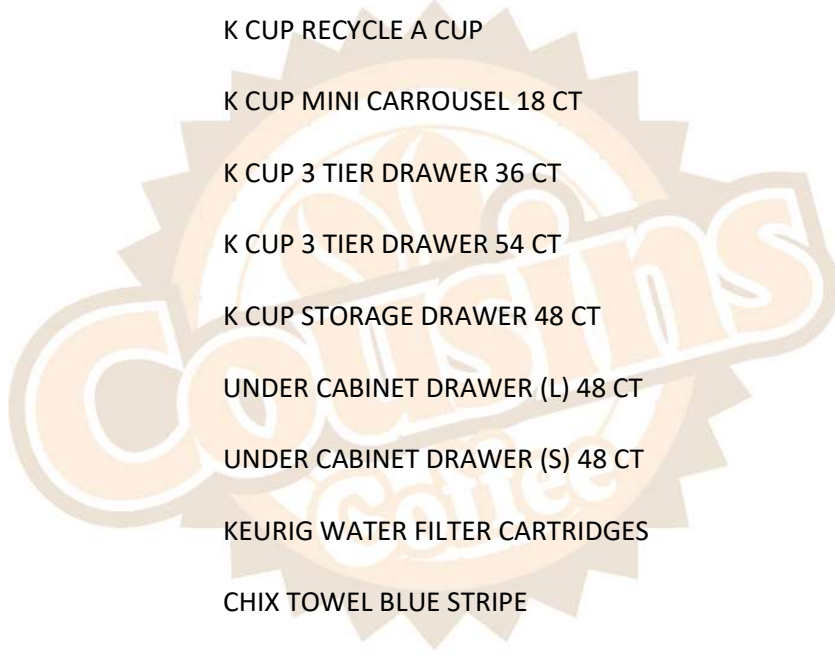 K CUP RECYCLE A CUP
K CUP MINI CARROUSEL 18 CT
K CUP 3 TIER DRAWER 36 CT
K CUP 3 TIER DRAWER 54 CT
K CUP STORAGE DRAWER 48 CT
UNDER CABINET DRAWER (L) 48 CT
UNDER CABINET DRAWER (S) 48 CT
KEURIG WATER FILTER CARTRIDGES
CHIX TOWEL BLUE STRIPE
Cousins
Coffee